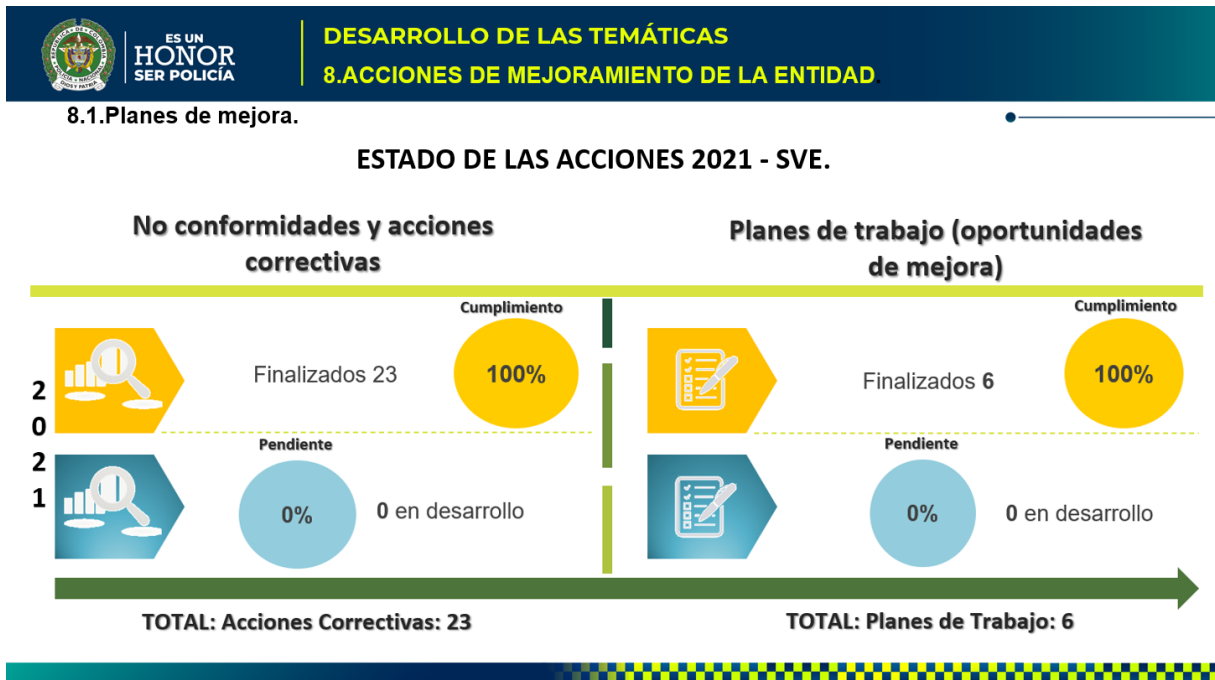 ES UN
HONOR
SER POLICÍA
DESARROLLO DE LAS TEMÁTICAS
8.ACCIONES DE MEJORAMIENTO DE LA ENTIDAD.
8.1.Planes de mejora.
ESTADO DE LAS ACCIONES 2021 - SVE.
No conformidades y acciones
correctivas
Cumplimiento
Finalizados 23
100%
Pendiente
0%
0 en desarrollo
2
0
2
1
TOTAL: Acciones Correctivas: 23
Planes de trabajo (oportunidades
de mejora)
Cumplimiento
Finalizados 6
100%
Pendiente
0%
0 en desarrollo
TOTAL: Planes de Trabajo: 6